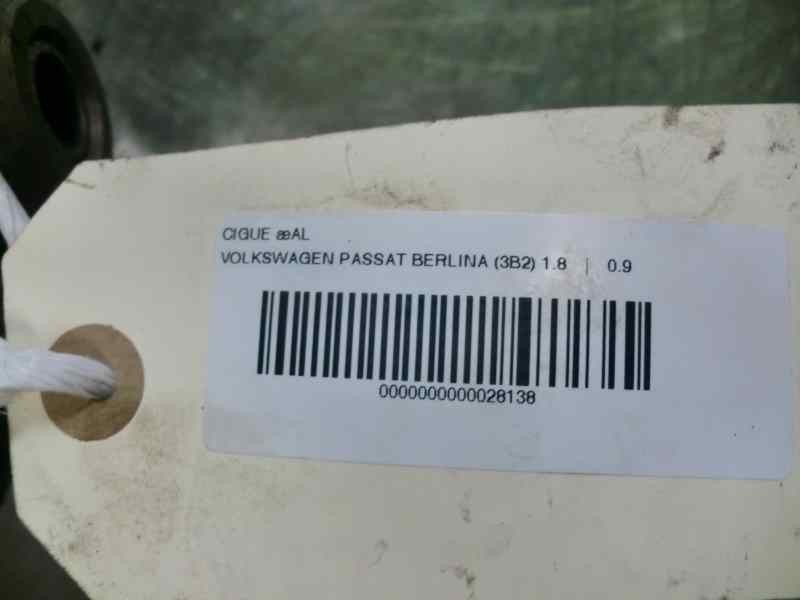 CIGUE æAL
VOLKSWAGEN PASSAT BERLINA (3B2) 1.8 | 0.9
0000000000028138